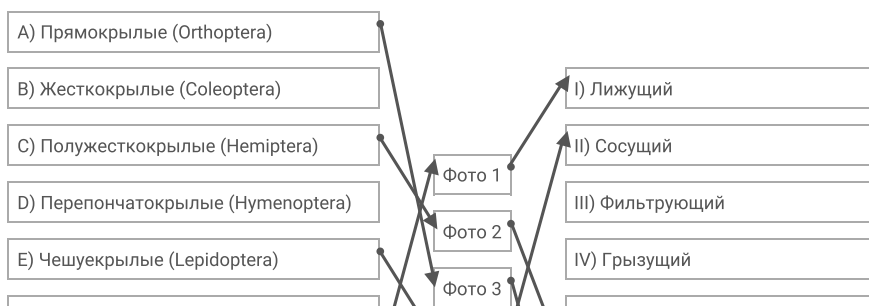 А) Прямокрылые (Orthoptera)
B) Жесткокрылые (Coleoptera)
I) Лижущий
C) Полужесткокрылые (Hemiptera)
II) Сосущий
Фото 1
D) Перепончатокрылые (Hymenoptera)
III) Фильтрующий
Фото 2
E) Чешуекрылые (Lepidoptera)
IV) Грызущий
Фото 3